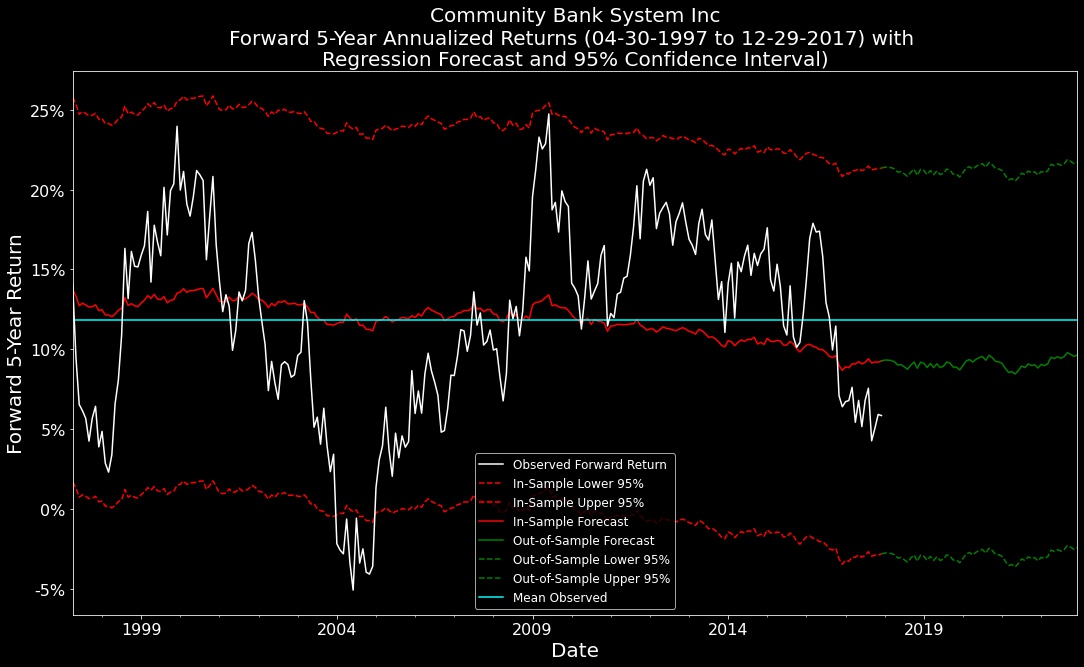 Community Bank System Inc
Forward 5-Year Annualized Returns (04-30-1997 to 12-29-2017) with
Regression Forecast and 95% Confidence Interval)
Forward 5-Year Return
25%
20%
15%
10%
5%
0%
-5%
Observed Forward Return
In-Sample Lower 95%
In-Sample Upper 95%
In-Sample Forecast
Out-of-Sample Forecast
Out-of-Sample Lower 95%
Out-of-Sample Upper 95%
Mean Observed
1999
2004
2009
2014
2019
Date